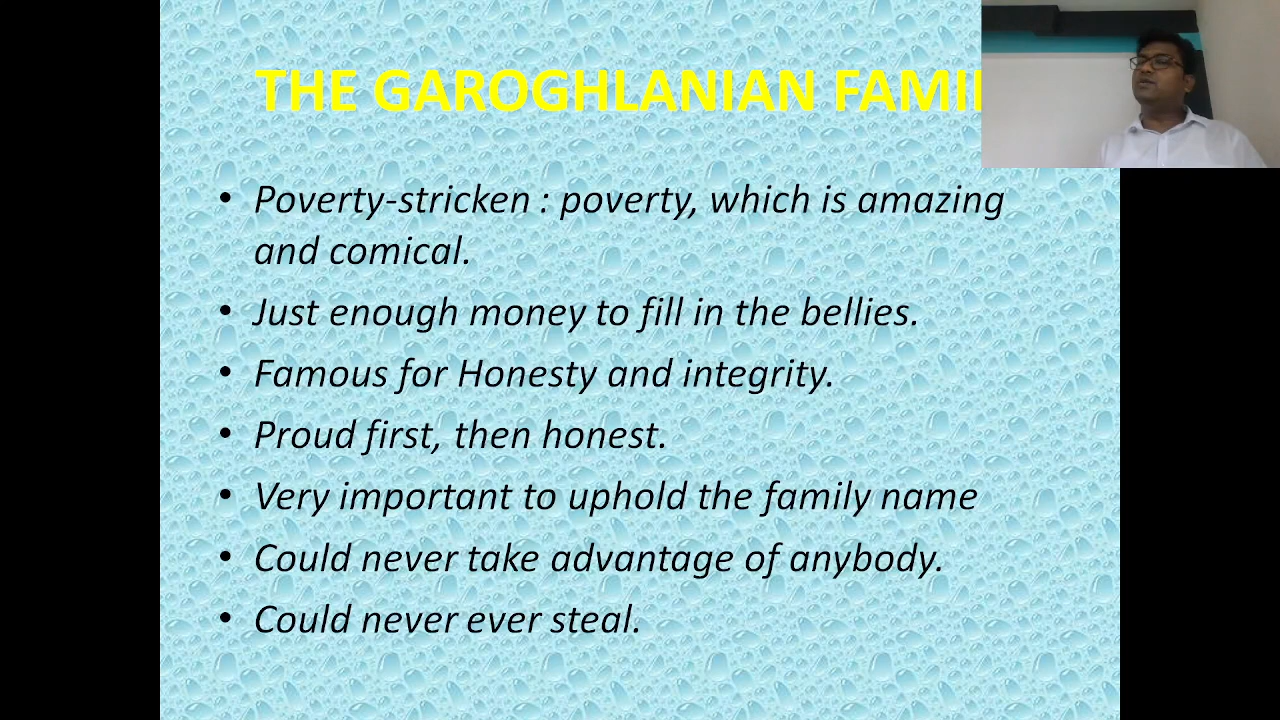 THE GAROGHLANIAN
• Poverty-stricken : poverty, which is amazing
and comical.
• Just enough money to fill in the bellies.
• Famous for Honesty and integrity.
• Proud first, then honest.
• Very important to uphold the family name
• Could never take advantage of anybody.
• Could never ever steal.